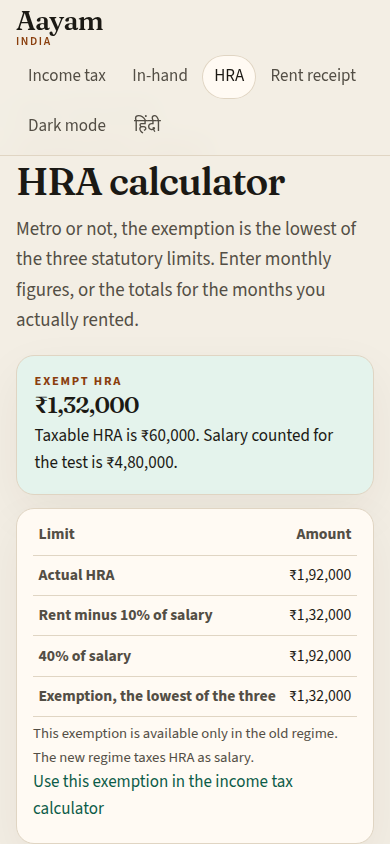 Aayam
INDIA
Income tax In-hand HRA Rent receipt
Dark mode हिंदी
HRA calculator
Metro or not, the exemption is the lowest of
the three statutory limits. Enter monthly
figures, or the totals for the months you
actually rented.
EXEMPT HRA
₹1,32,000
Taxable HRA is ₹60,000. Salary counted for
the test is ₹4,80,000.
Limit Amount
Actual HRA ₹1,92,000
Rent minus 10% of salary ₹1,32,000
40% of salary ₹1,92,000
Exemption, the lowest of the three ₹1,32,000
This exemption is available only in the old regime.
The new regime taxes HRA as salary.
Use this exemption in the income tax
calculator